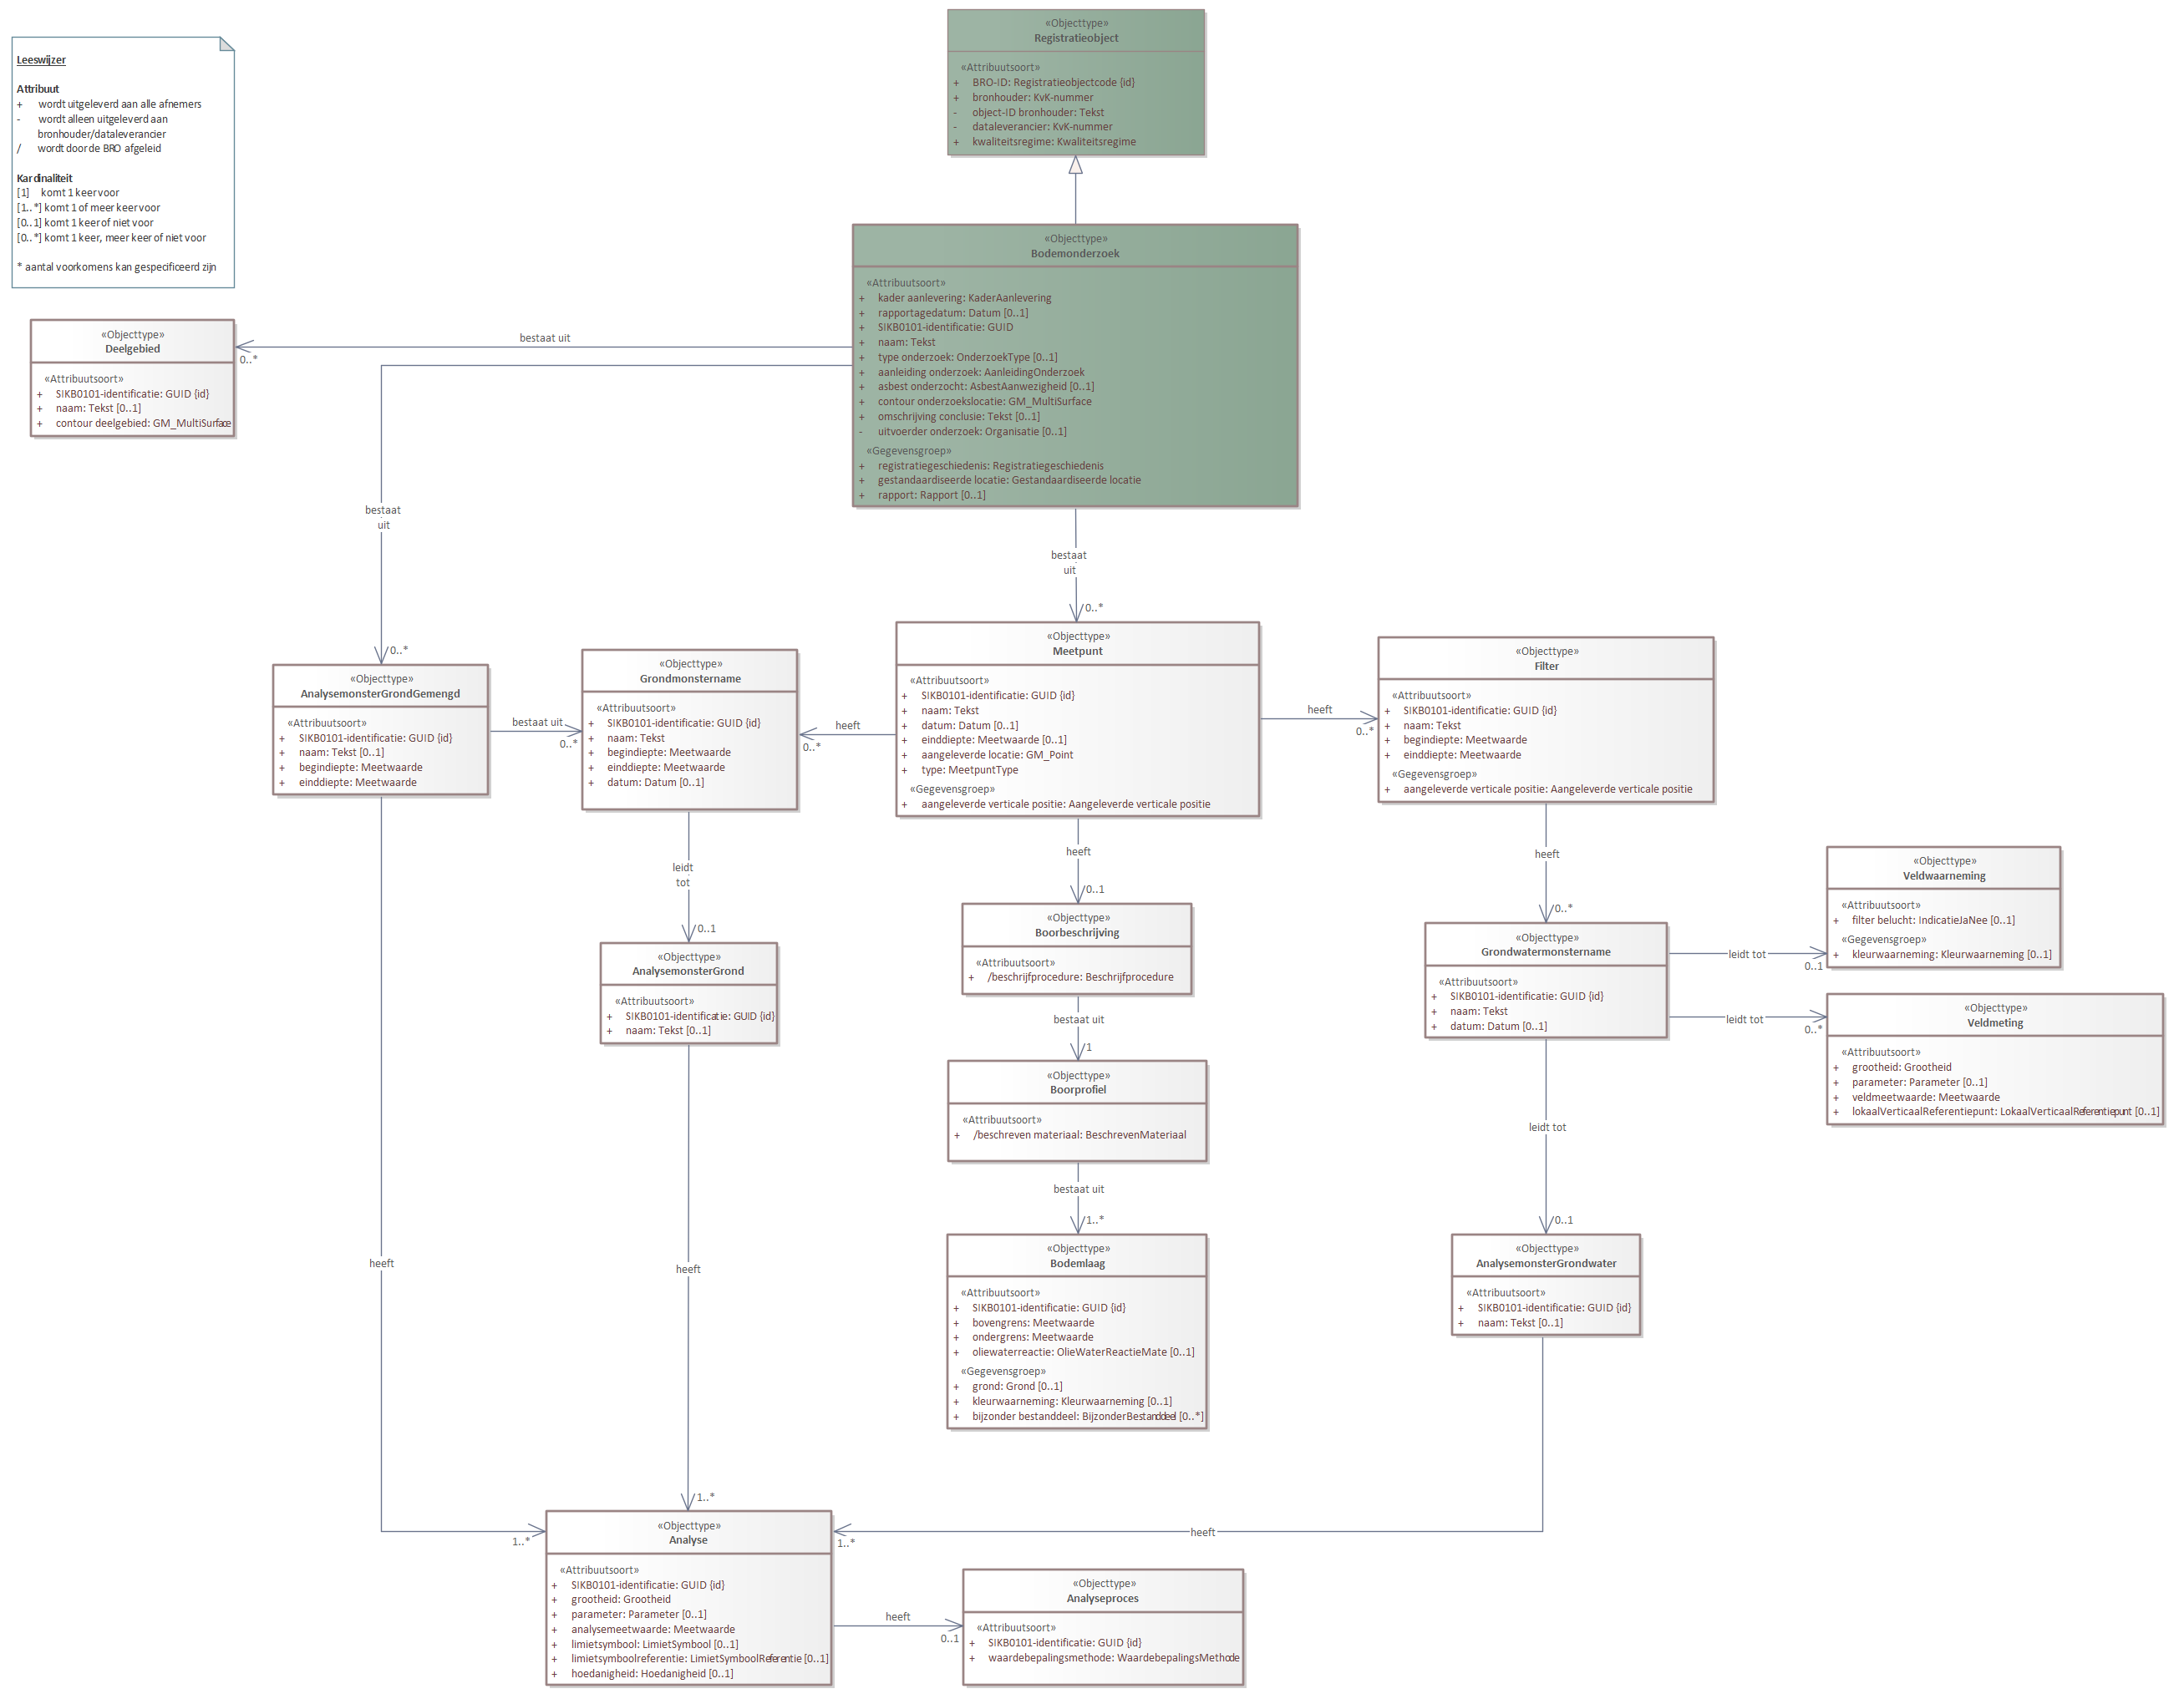 Leeswijzer
Attribuut
+ wordt uitgeleverd aan alle afnemers
- wordt alleen uitgeleverd aan
bronhouder/dataleverancier
/ wordt door de BRO afgeleid
Kardinaliteit
[1] komt 1 keer voor
[1..*] komt 1 of meer keer voor
[0..1] komt 1 keer of niet voor
[0..*] komt 1 keer, meer keer of niet voor
* aantal voorkomens kan gespecificeerd zijn
«Objecttype»
Registratieobject
«Attribuutsoort»
+ BRO-ID: Registratieobjectcode {id}
+ bronhouder: KvK-nummer
- object-ID bronhouder: Tekst
- dataleverancier: KvK-nummer
+ kwaliteitsregime: Kwaliteitsregime
«Objecttype»
Bodemonderzoek
«Attribuutsoort»
+ kader aanlevering: KaderAanlevering
+ rapportagedatum: Datum [0..1]
+ SIKB0101-identificatie: GUID
+ naam: Tekst
+ type onderzoek: OnderzoekType [0..1]
+ aanleiding onderzoek: AanleidingOnderzoek
+ asbest onderzocht: AsbestAanwezigheid [0..1]
+ contour onderzoekslocatie: GM_MultiSurface
+ omschrijving conclusie: Tekst [0..1]
- uitvoerder onderzoek: Organisatie [0..1]
«Gegevensgroep»
+ registratiegeschiedenis: Registratiegeschiedenis
+ gestandaardiseerde locatie: Gestandaardiseerde locatie
+ rapport: Rapport [0..1]
bestaat uit
0..*
«Objecttype»
Deelgebied
«Attribuutsoort»
+ SIKB0101-identificatie: GUID {id}
+ naam: Tekst [0..1]
+ contour deelgebied: GM_MultiSurface
bestaat
uit
0..*
bestaat
uit
0..*
«Objecttype»
AnalysemonsterGrondGemengd
«Attribuutsoort»
+ SIKB0101-identificatie: GUID {id}
+ naam: Tekst [0..1]
+ begindiepte: Meetwaarde
+ einddiepte: Meetwaarde
bestaat uit
0..*
«Objecttype»
Grondmonstername
«Attribuutsoort»
+ SIKB0101-identificatie: GUID {id}
+ naam: Tekst
+ begindiepte: Meetwaarde
+ einddiepte: Meetwaarde
+ datum: Datum [0..1]
heeft
0..*
«Objecttype»
Meetpunt
«Attribuutsoort»
+ SIKB0101-identificatie: GUID {id}
+ naam: Tekst
+ datum: Datum [0..1]
+ einddiepte: Meetwaarde [0..1]
+ aangeleverde locatie: GM_Point
+ type: MeetpuntType
«Gegevensgroep»
+ aangeleverde verticale positie: Aangeleverde verticale positie
heeft
0..*
«Objecttype»
Filter
«Attribuutsoort»
+ SIKB0101-identificatie: GUID {id}
+ naam: Tekst
+ begindiepte: Meetwaarde
+ einddiepte: Meetwaarde
«Gegevensgroep»
+ aangeleverde verticale positie: Aangeleverde verticale positie
leidt
tot
0..1
«Objecttype»
AnalysemonsterGrond
«Attribuutsoort»
+ SIKB0101-identificatie: GUID {id}
+ naam: Tekst [0..1]
heeft
0..1
«Objecttype»
Boorbeschrijving
«Attribuutsoort»
+ /beschrijfprocedure: Beschrijfprocedure
bestaat uit
1
«Objecttype»
Boorprofiel
«Attribuutsoort»
+ /beschreven materiaal: BeschrevenMateriaal
bestaat uit
1..*
«Objecttype»
Bodemlaag
«Attribuutsoort»
+ SIKB0101-identificatie: GUID {id}
+ bovengrens: Meetwaarde
+ ondergrens: Meetwaarde
+ oliewaterreactie: OlieWaterReactieMate [0..1]
«Gegevensgroep»
+ grond: Grond [0..1]
+ kleurwaarneming: Kleurwaarneming [0..1]
+ bijzonder bestanddeel: BijzonderBestanddeel [0..*]
heeft
0..*
«Objecttype»
Grondwatermonstername
«Attribuutsoort»
+ SIKB0101-identificatie: GUID {id}
+ naam: Tekst
+ datum: Datum [0..1]
leidt tot
0..1
«Objecttype»
Veldwaarneming
«Attribuutsoort»
+ filter belucht: IndicatieJaNee [0..1]
«Gegevensgroep»
+ kleurwaarneming: Kleurwaarneming [0..1]
leidt tot
0..*
«Objecttype»
Veldmeting
«Attribuutsoort»
+ grootheid: Grootheid
+ parameter: Parameter [0..1]
+ veldmeetwaarde: Meetwaarde
+ lokaalVerticaalReferentiepunt: LokaalVerticaalReferentiepunt [0..1]
leidt tot
0..1
«Objecttype»
AnalysemonsterGrondwater
«Attribuutsoort»
+ SIKB0101-identificatie: GUID {id}
+ naam: Tekst [0..1]
heeft
1..*
heeft
1..*
heeft
1..*
«Objecttype»
Analyse
«Attribuutsoort»
+ SIKB0101-identificatie: GUID {id}
+ grootheid: Grootheid
+ parameter: Parameter [0..1]
+ analysemeetwaarde: Meetwaarde
+ limietsymbool: LimietSymbool [0..1]
+ limietsymboolreferentie: LimietSymboolReferentie [0..1]
+ hoedanigheid: Hoedanigheid [0..1]
heeft
0..1
«Objecttype»
Analyseproces
«Attribuutsoort»
+ SIKB0101-identificatie: GUID {id}
+ waardebepalingsmethode: WaardebepalingsMethode